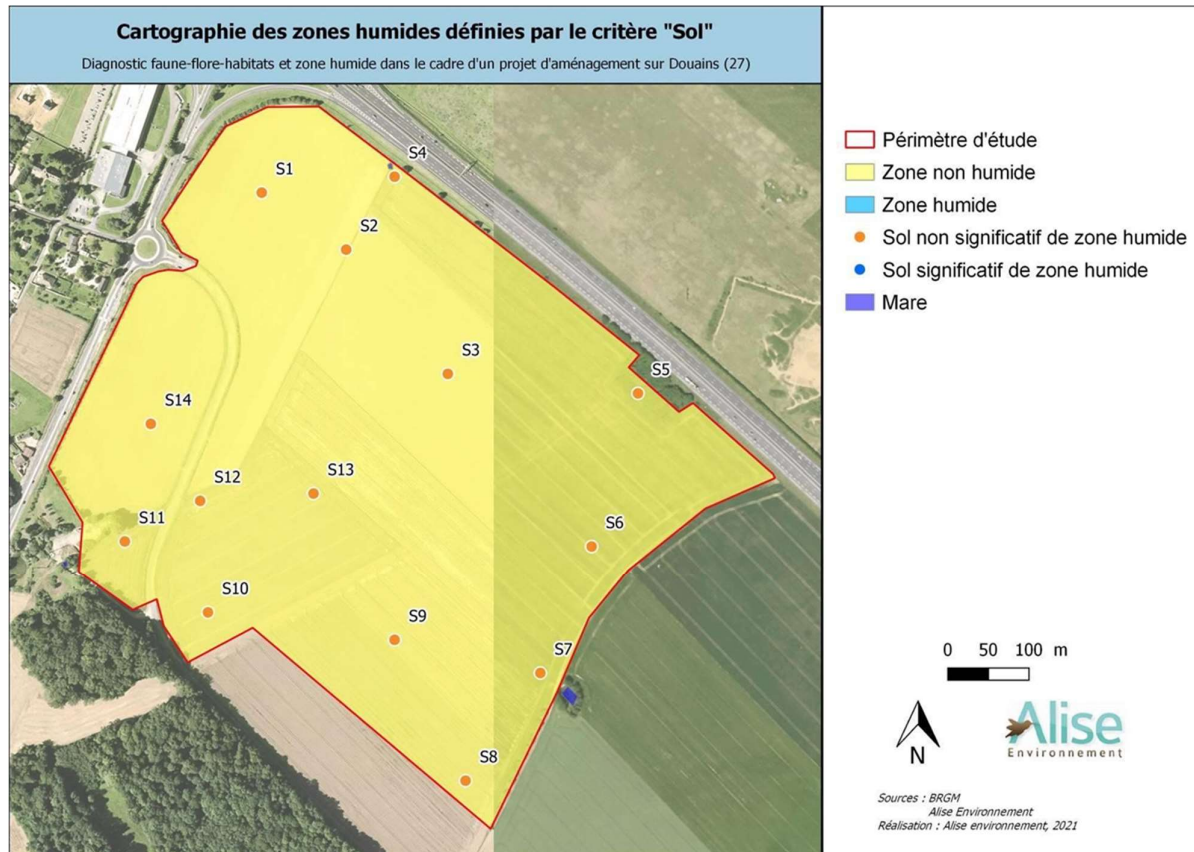 Cartographie des zones humides définies par le critère "Sol"
Diagnostic faune-flore-habitats et zone humide dans le cadre d'un projet d'aménagement sur Douains (27)
S1
S4
S2
S3
S5
S14
S12
S13
S11
S6
S10
S9
S7
S8
Périmètre d'étude
Zone non humide
Zone humide
Sol non significatif de zone humide
Sol significatif de zone humide
Mare
0 50 100 m
N
Alise
Environnement
Sources : BRGM
Alise Environnement
Réalisation : Alise environnement, 2021